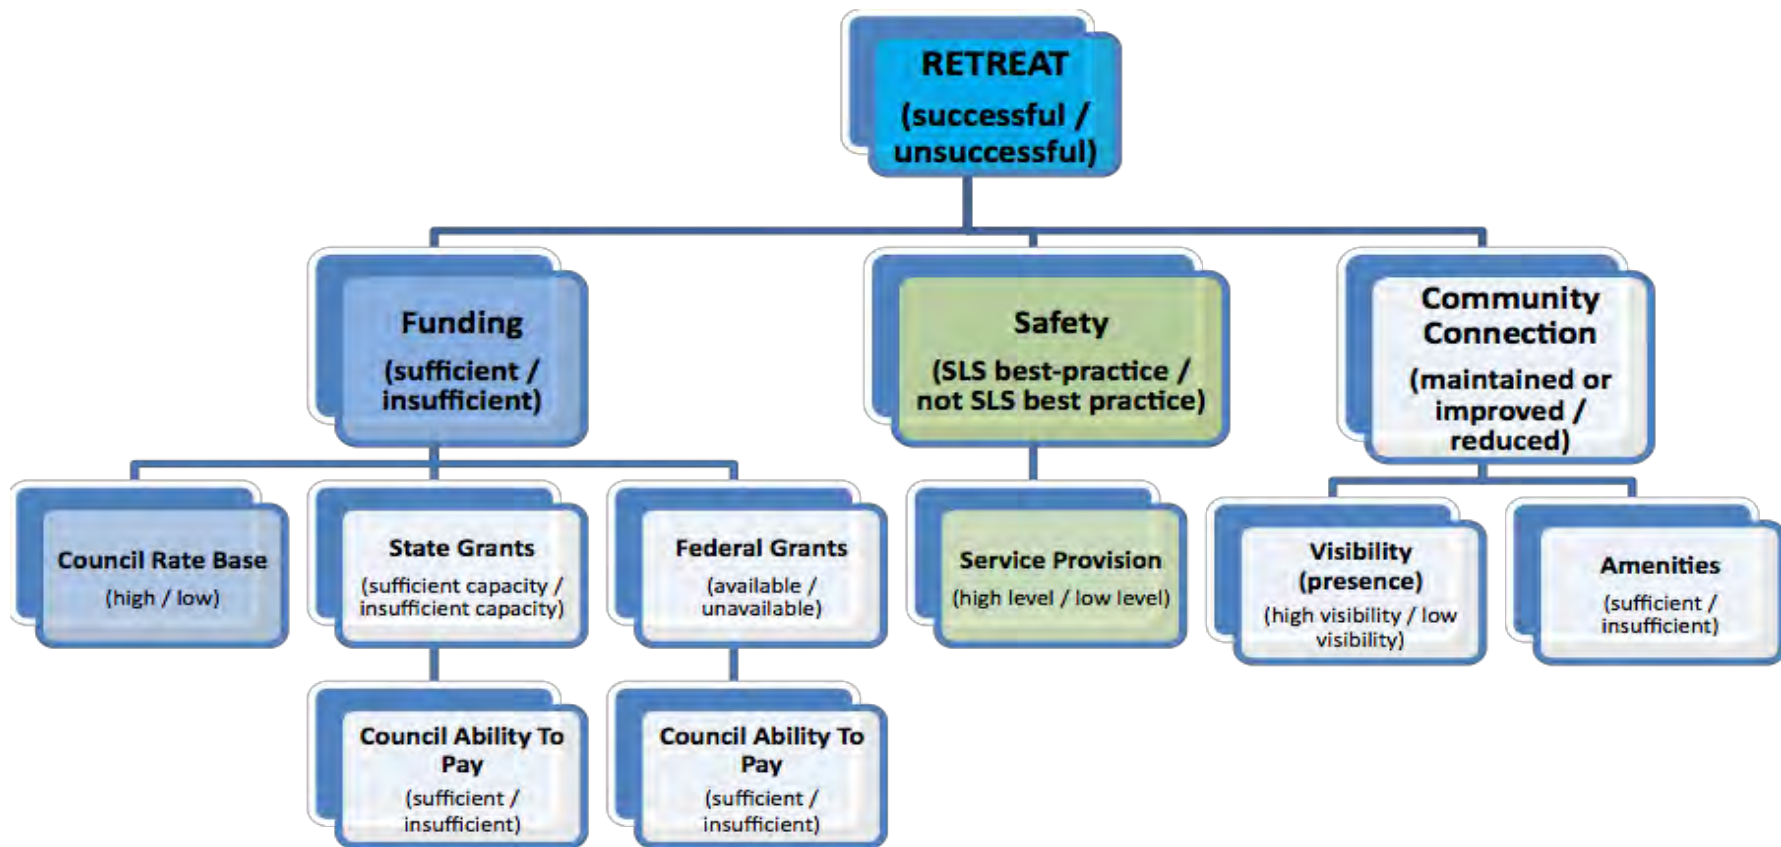 RETREAT
(successful /
unsuccessful)
Funding
(sufficient /
insufficient)
Safety
(SLS best-practice /
not SLS best practice)
Community
Connection
(maintained or
improved /
reduced)
Council Rate Base
(high / low)
State Grants
(sufficient capacity /
insufficient capacity)
Federal Grants
(available /
unavailable)
Service Provision
(high level / low level)
Visibility
(presence)
(high visibility / low
visibility)
Amenities
(sufficient /
insufficient)
Council Ability To
Pay
(sufficient /
insufficient)
Council Ability To
Pay
(sufficient /
insufficient)